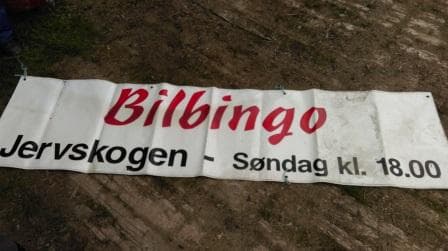 Bilbingo
Jervskogen - Søndag kl. 18.00